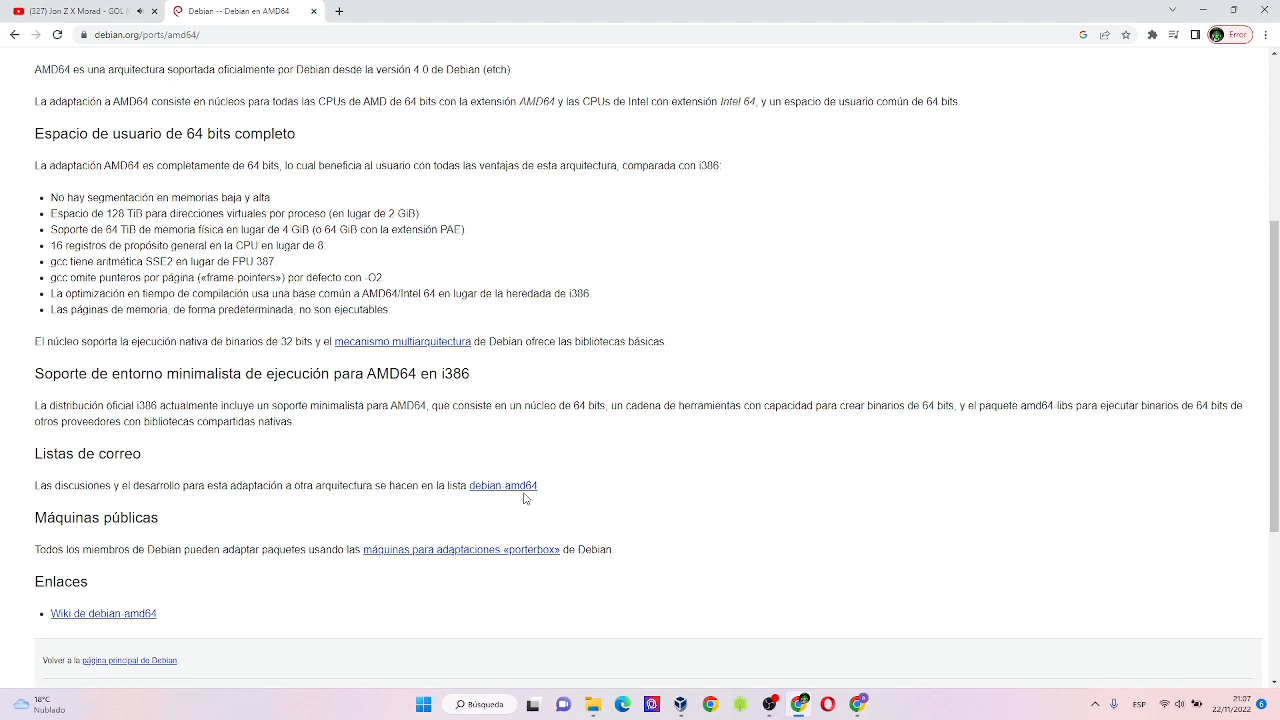 (327) Jon Z X Morad - GOL (
Debian -- Debian en AMD64
debian.org/ports/amd64/
Error
AMD64 es una arquitectura soportada oficialmente por Debian desde la versión 4.0 de Debian (etch).
La adaptación a AMD64 consiste en núcleos para todas las CPUs de AMD de 64 bits con la extensión AMD64 y las CPUs de Intel con extensión Intel 64, y un espacio de usuario común de 64 bits.
Espacio de usuario de 64 bits completo
La adaptación AMD64 es completamente de 64 bits, lo cual beneficia al usuario con todas las ventajas de esta arquitectura, comparada con i386:
• No hay segmentación en memorias baja y alta.
• Espacio de 128 TiB para direcciones virtuales por proceso (en lugar de 2 GiB).
• Soporte de 64 TiB de memoria física en lugar de 4 GiB (o 64 GiB con la extensión PAE).
• 16 registros de propósito general en la CPU en lugar de 8.
• gcc tiene aritmética SSE2 en lugar de FPU 387.
• gcc omite punteros por página («frame-pointers») por defecto con -O2.
• La optimización en tiempo de compilación usa una base común a AMD64/Intel 64 en lugar de la heredada de i386.
• Las páginas de memoria, de forma predeterminada, no son ejecutables.
El núcleo soporta la ejecución nativa de binarios de 32 bits y el mecanismo multiarquitectura de Debian ofrece las bibliotecas básicas.
Soporte de entorno minimalista de ejecución para AMD64 en i386
La distribución oficial i386 actualmente incluye un soporte minimalista para AMD64, que consiste en un núcleo de 64 bits, un cadena de herramientas con capacidad para crear binarios de 64 bits, y el paquete amd64-libs para ejecutar binarios de 64 bits de
otros proveedores con bibliotecas compartidas nativas.
Listas de correo
Las discusiones y el desarrollo para esta adaptación a otra arquitectura se hacen en la lista debian-amd64.
Máquinas públicas
Todos los miembros de Debian pueden adaptar paquetes usando las máquinas para adaptaciones «porterbox» de Debian.
Enlaces
• Wiki de debian-amd64
Volver a la página principal de Debian.
18°C
Nublado
Búsqueda
ESP
21:07
22/11/2022
6